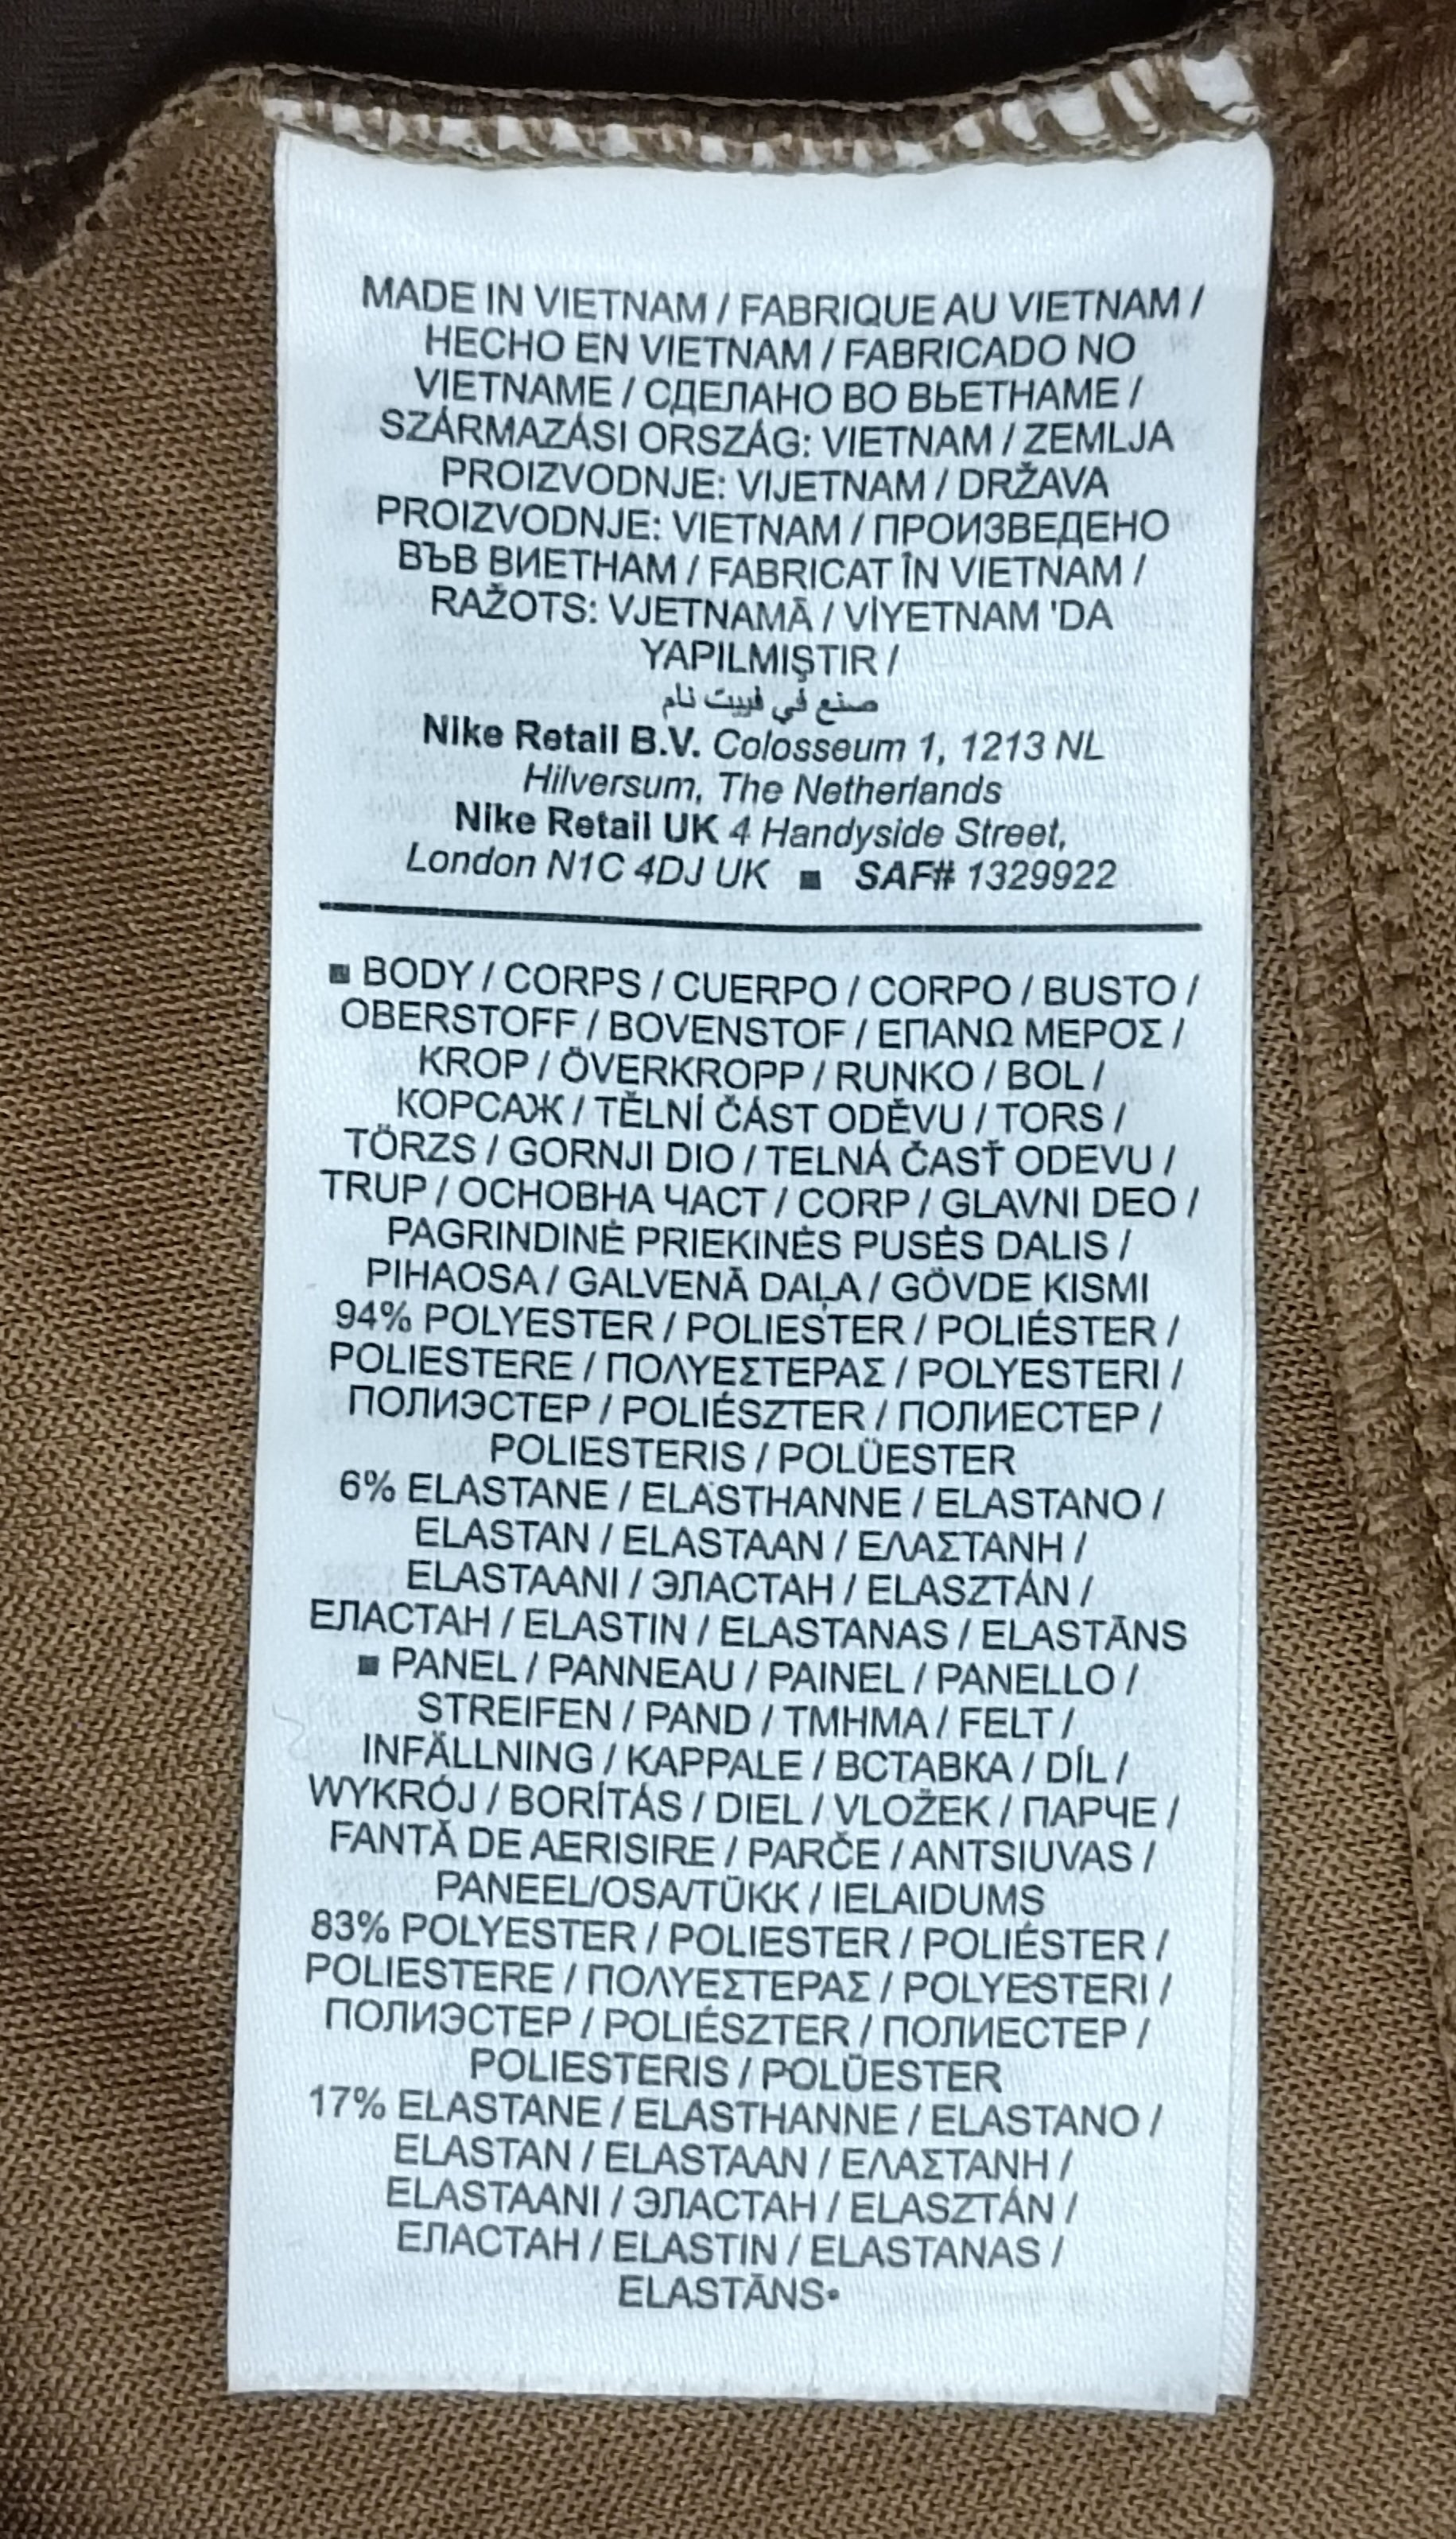 MADE IN VIETNAM / FABRIQUE AU VIETNAM /
HECHO EN VIETNAM / FABRICADO NO
VIETNAME / СДЕЛАНО ВО ВЬЕТНАМЕ /
SZÁRMAZÁSI ORSZÁG: VIETNAM / ZEMLJA
PROIZVODNJE: VIJETNAM / DRŽAVA
PROIZVODNJE: VIETNAM / ПРОИЗВЕДЕНО
ВЪВ ВИЕТНАМ / FABRICAT ÎN VIETNAM /
RAŽOTS: VJETNAMĀ / VİYETNAM 'DA
YAPILMIŞTIR /
صنع في فييت نام
Nike Retail B.V. Colosseum 1, 1213 NL
Hilversum, The Netherlands
Nike Retail UK 4 Handyside Street,
London N1C 4DJ UK ■ SAF# 1329922
■ BODY / CORPS / CUERPO / CORPO / BUSTO /
OBERSTOFF / BOVENSTOF / ΕΠΑΝΩ ΜΕΡΟΣ /
KROP / ÖVERKROPP / RUNKO / BOL /
КОРСАЖ / TĚLNÍ ČÁST ODĚVU / TORS /
TÖRZS / GORNJI DIO / TELNÁ ČASŤ ODEVU /
TRUP / ОСНОВНА ЧАСТ / CORP / GLAVNI DEO /
PAGRINDINĖ PRIEKINĖS PUSĖS DALIS /
PIHAOSA / GALVENĀ DAĻA / GÖVDE KISMI
94% POLYESTER / POLIESTER / POLIÉSTER /
POLIESTERE / ΠΟΛΥΕΣΤΕΡΑΣ / POLYESTERI /
ПОЛИЭСТЕР / POLIÉSZTER / ПОЛИЕСТЕР /
POLIESTERIS / POLÜESTER
6% ELASTANE / ELASTHANNE / ELASTANO /
ELASTAN / ELASTAAN / ΕΛΑΣΤΑΝΗ /
ELASTAANI / ЭЛАСТАН / ELASZTÁN /
ЕЛАСТАН / ELASTIN / ELASTANAS / ELASTĀNS
■ PANEL / PANNEAU / PAINEL / PANELLO /
STREIFEN / PAND / ΤΜΗΜΑ / FELT /
INFÄLLNING / KAPPALE / ВСТАВКА / DÍL /
WYKRÓJ / BORÍTÁS / DIEL / VLOŽEK / ПАРЧЕ /
FANTĂ DE AERISIRE / PARČE / ANTSIUVAS /
PANEEL/OSA/TÜKK / IELAIDUMS
83% POLYESTER / POLIESTER / POLIÉSTER /
POLIESTERE / ΠΟΛΥΕΣΤΕΡΑΣ / POLYESTERI /
ПОЛИЭСТЕР / POLIÉSZTER / ПОЛИЕСТЕР /
POLIESTERIS / POLÜESTER
17% ELASTANE / ELASTHANNE / ELASTANO /
ELASTAN / ELASTAAN / ΕΛΑΣΤΑΝΗ /
ELASTAANI / ЭЛАСТАН / ELASZTÁN /
ЕЛАСТАН / ELASTIN / ELASTANAS /
ELASTĀNS•